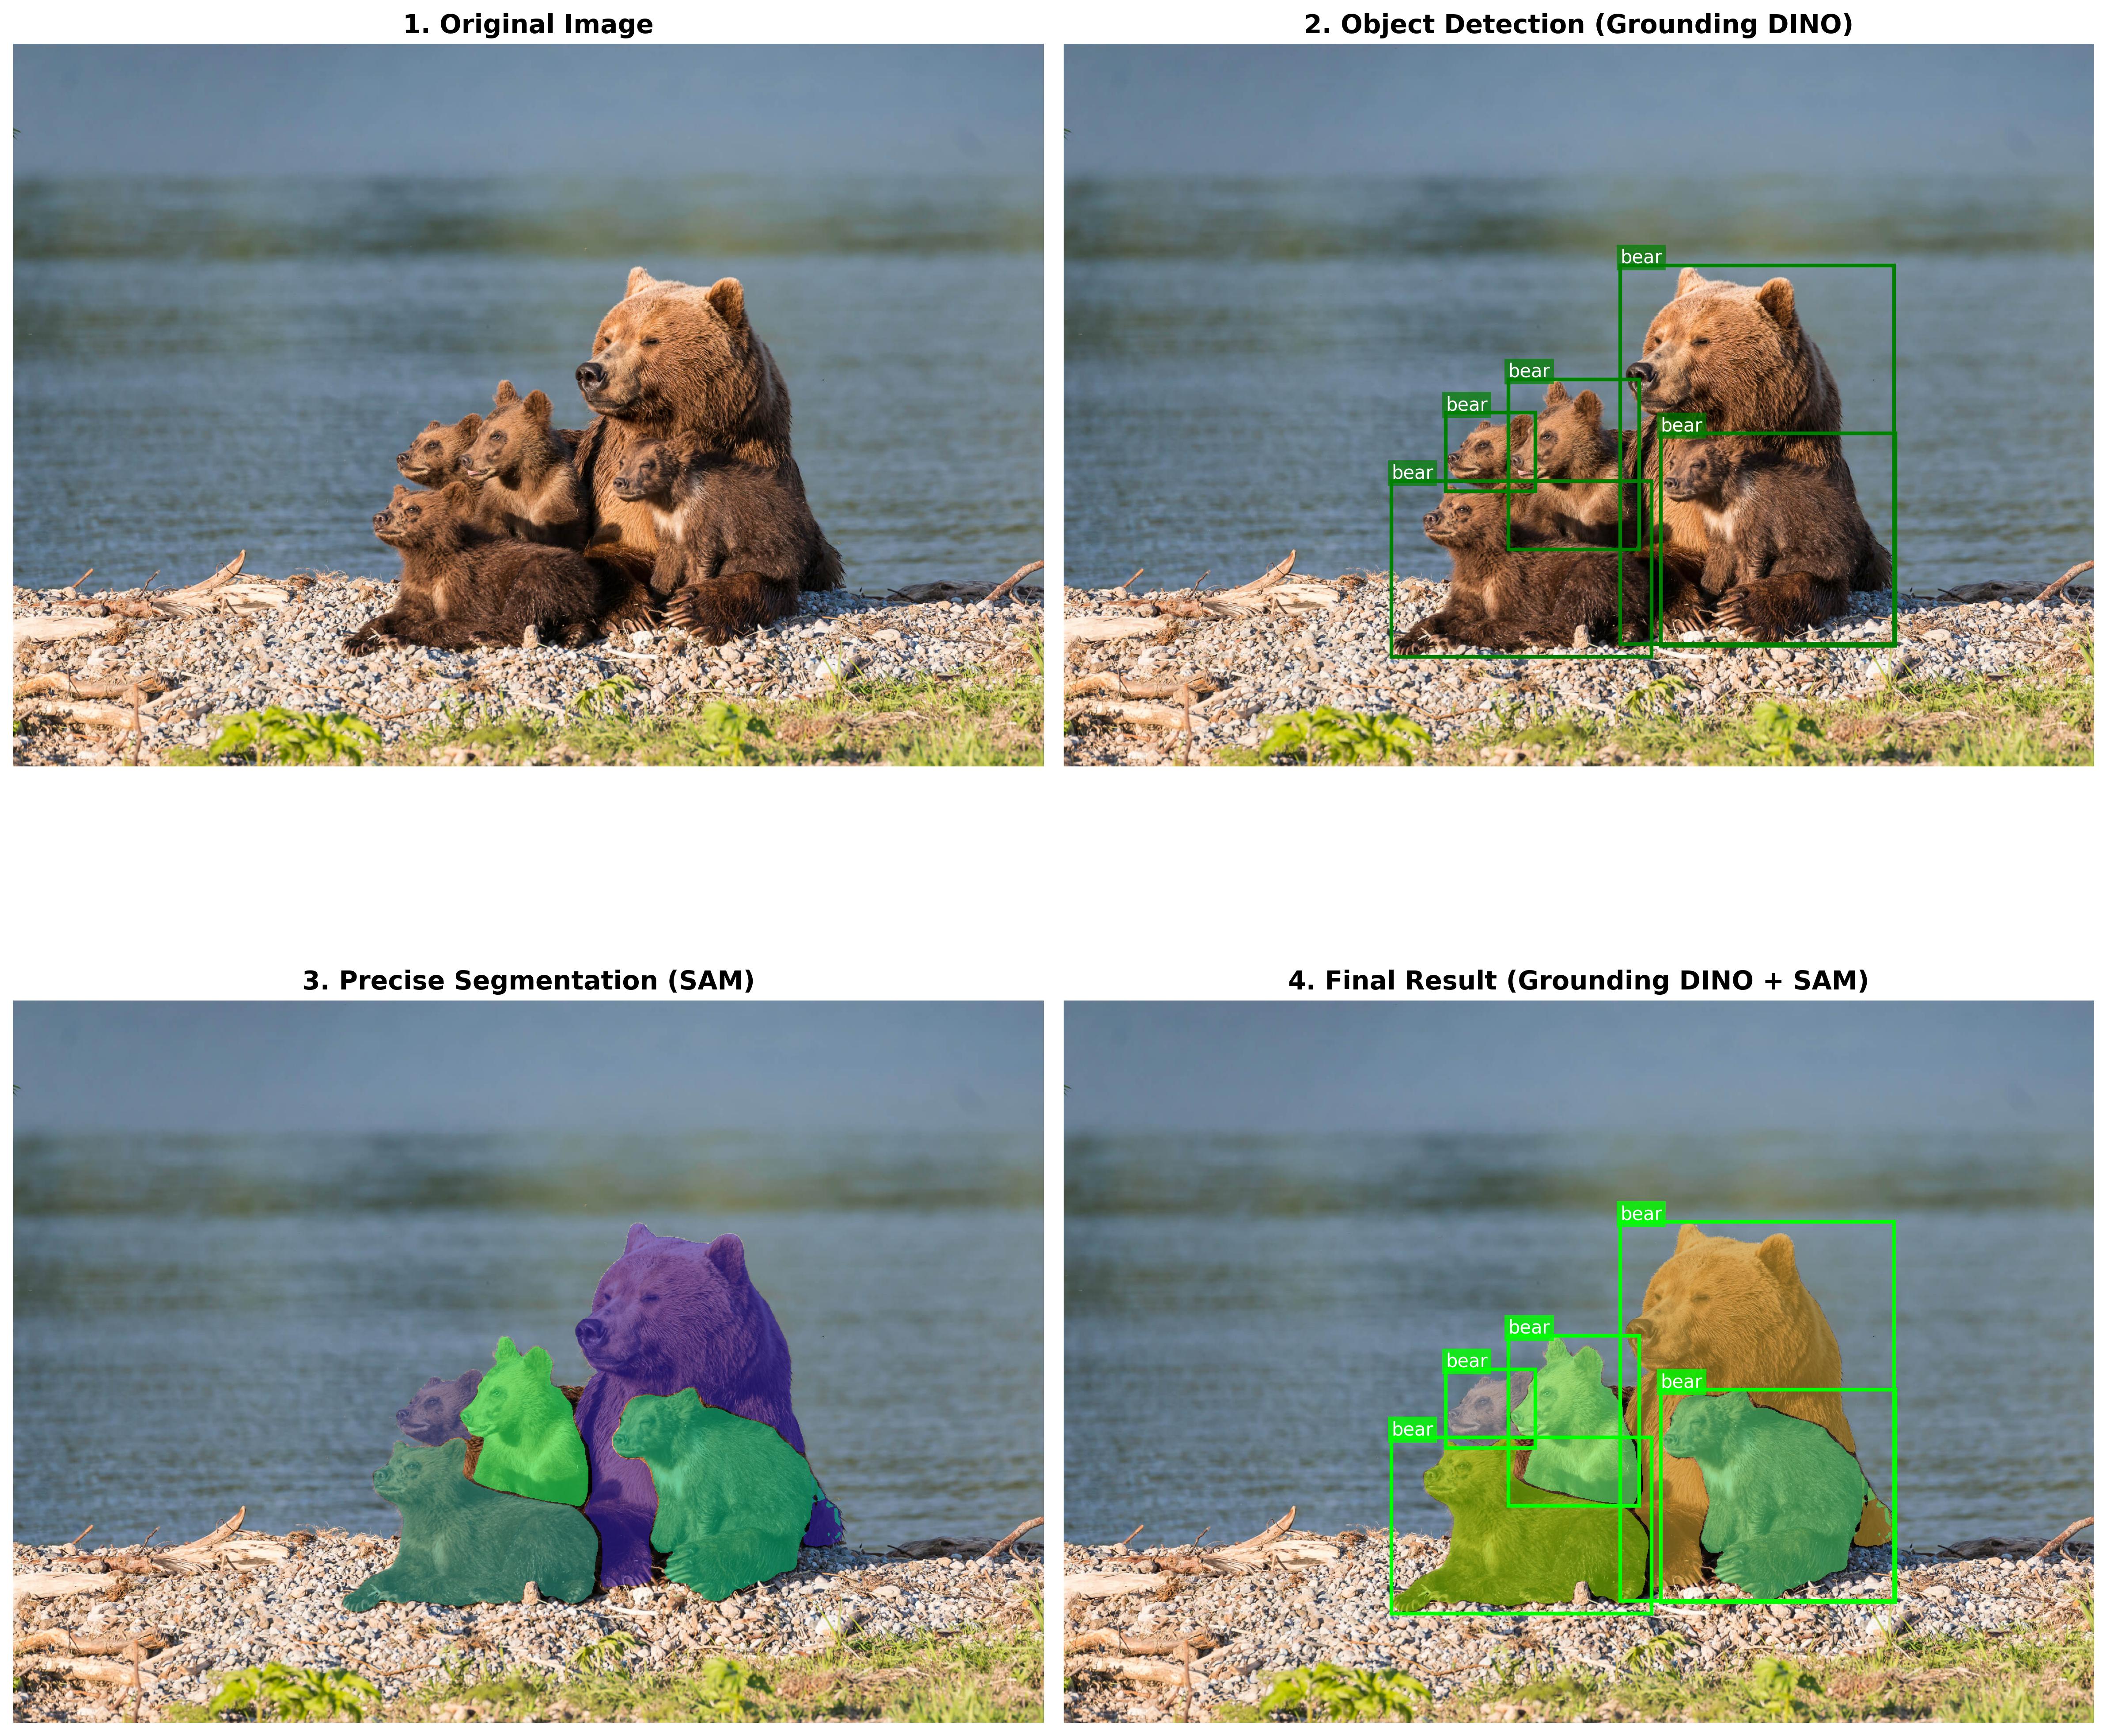 1. Original Image
2. Object Detection (Grounding DINO)
bear
bear
bear
bear
bear
3. Precise Segmentation (SAM)
4. Final Result (Grounding DINO + SAM)
bear
bear
bear
bear
bear